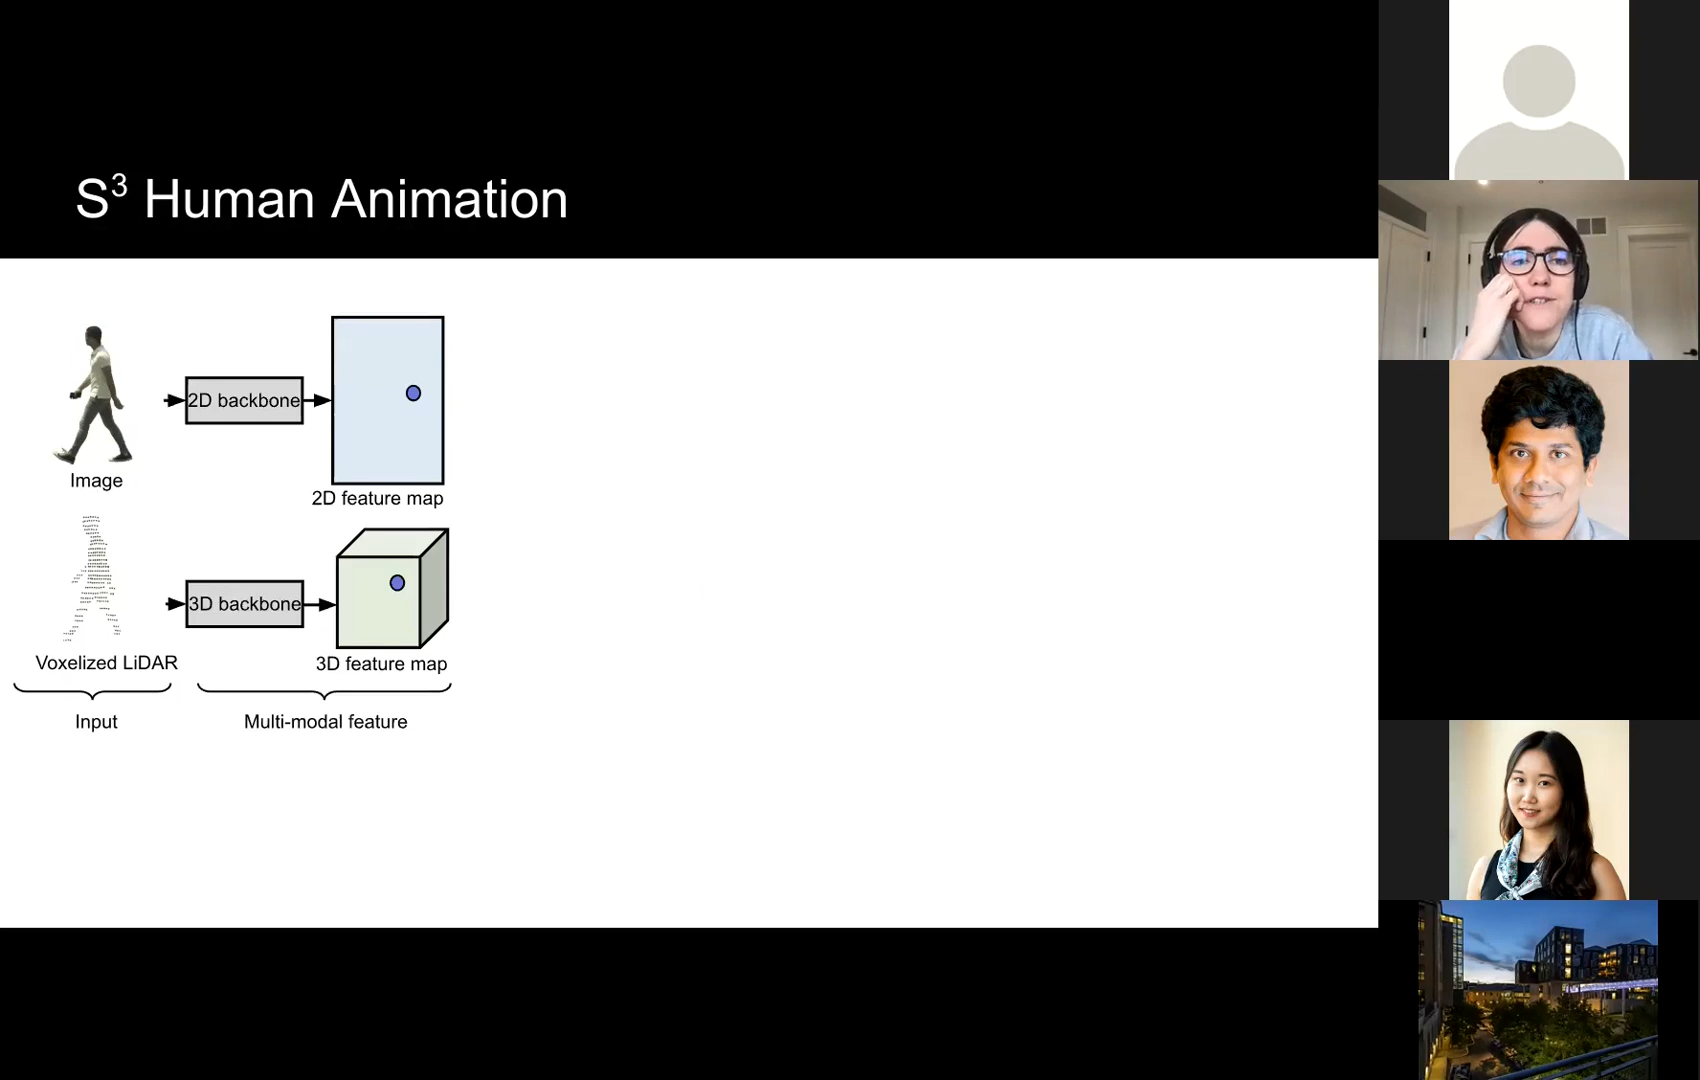 S³ Human Animation
2D backbone
Image
2D feature map
3D backbone
Voxelized LiDAR
3D feature map
Input
Multi-modal feature